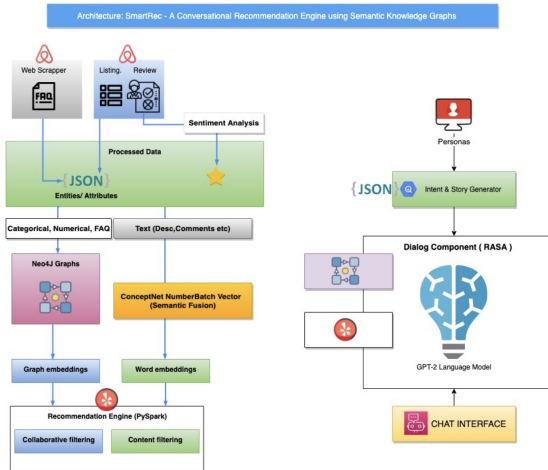 Architecture: SmartRec - A Conversational Recommendation Engine using Semantic Knowledge Graphs
Web Scrapper
FAQ
Listing.
Review
Sentiment Analysis
Processed Data
{JSON}
Entities/ Attributes
Categorical, Numerical, FAQ
Text (Desc,Comments etc)
Neo4J Graphs
ConceptNet NumberBatch Vector
(Semantic Fusion)
Graph embeddings
Word embeddings
Recommendation Engine (PySpark)
Collaborative filtering
Content filtering
Personas
{JSON}
Intent & Story Generator
Dialog Component ( RASA )
GPT-2 Language Model
CHAT INTERFACE